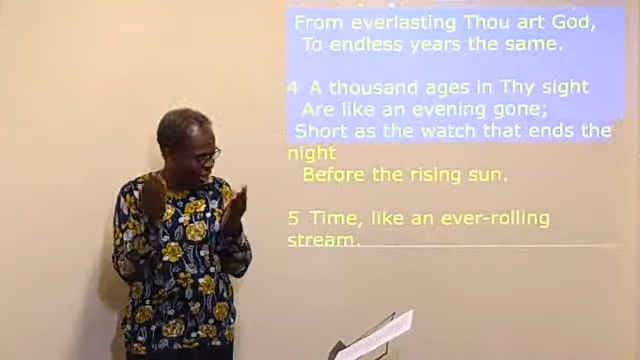 From everlasting Thou art God,
To endless years the same.
4 A thousand ages in Thy sight
Are like an evening gone;
Short as the watch that ends the
night
Before the rising sun.
5 Time, like an ever-rolling
stream.